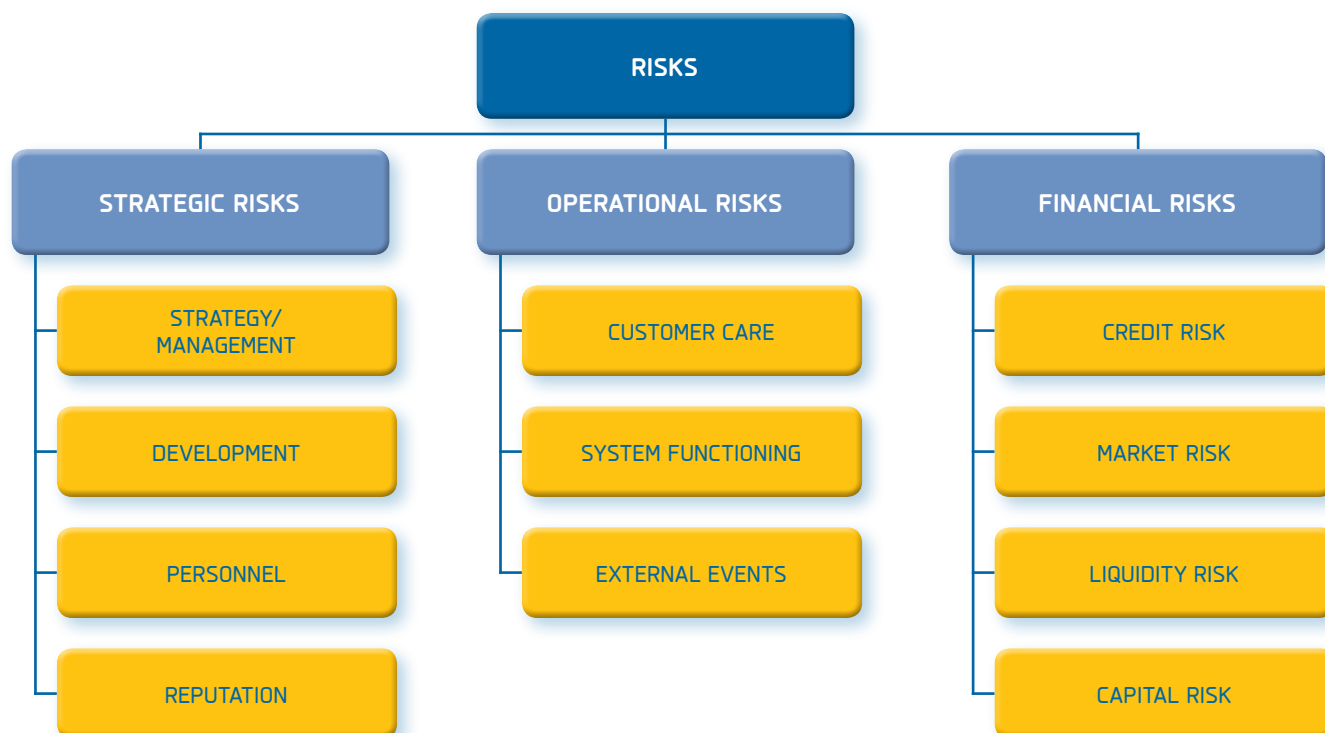 RISKS
STRATEGIC RISKS
STRATEGY/
MANAGEMENT
DEVELOPMENT
PERSONNEL
REPUTATION
OPERATIONAL RISKS
CUSTOMER CARE
SYSTEM FUNCTIONING
EXTERNAL EVENTS
FINANCIAL RISKS
CREDIT RISK
MARKET RISK
LIQUIDITY RISK
CAPITAL RISK